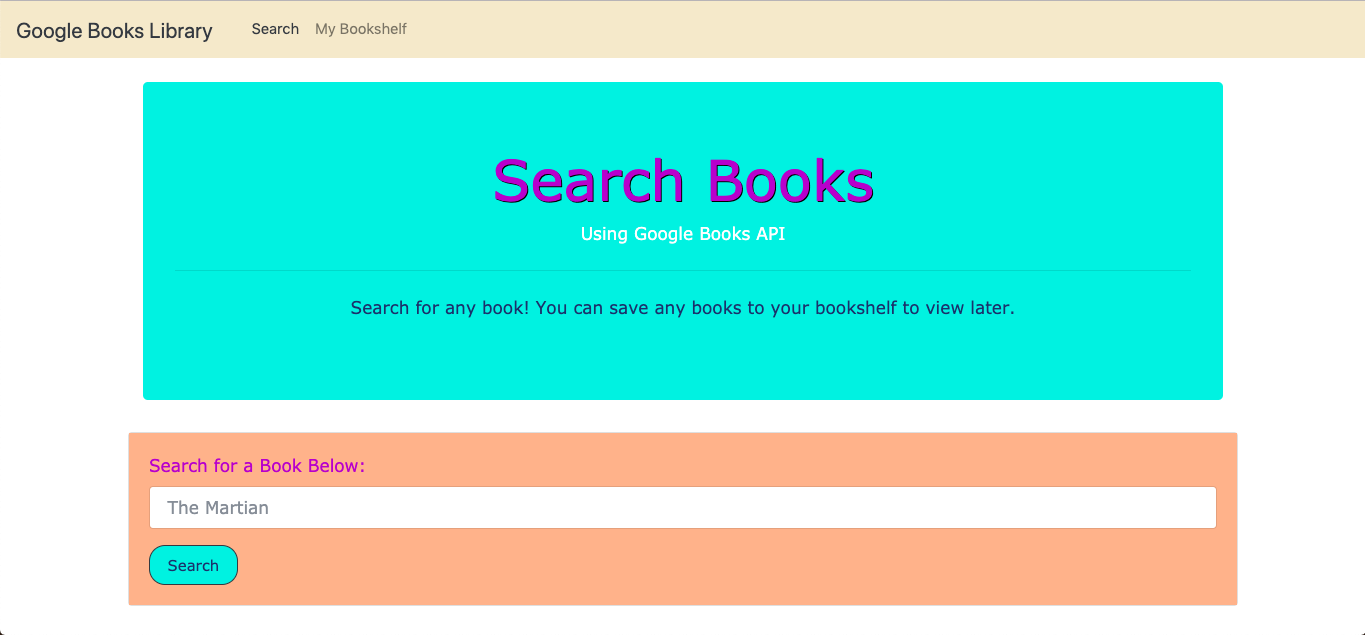 Google Books Library Search My Bookshelf
Search Books
Using Google Books API
Search for any book! You can save any books to your bookshelf to view later.
Search for a Book Below:
The Martian
Search